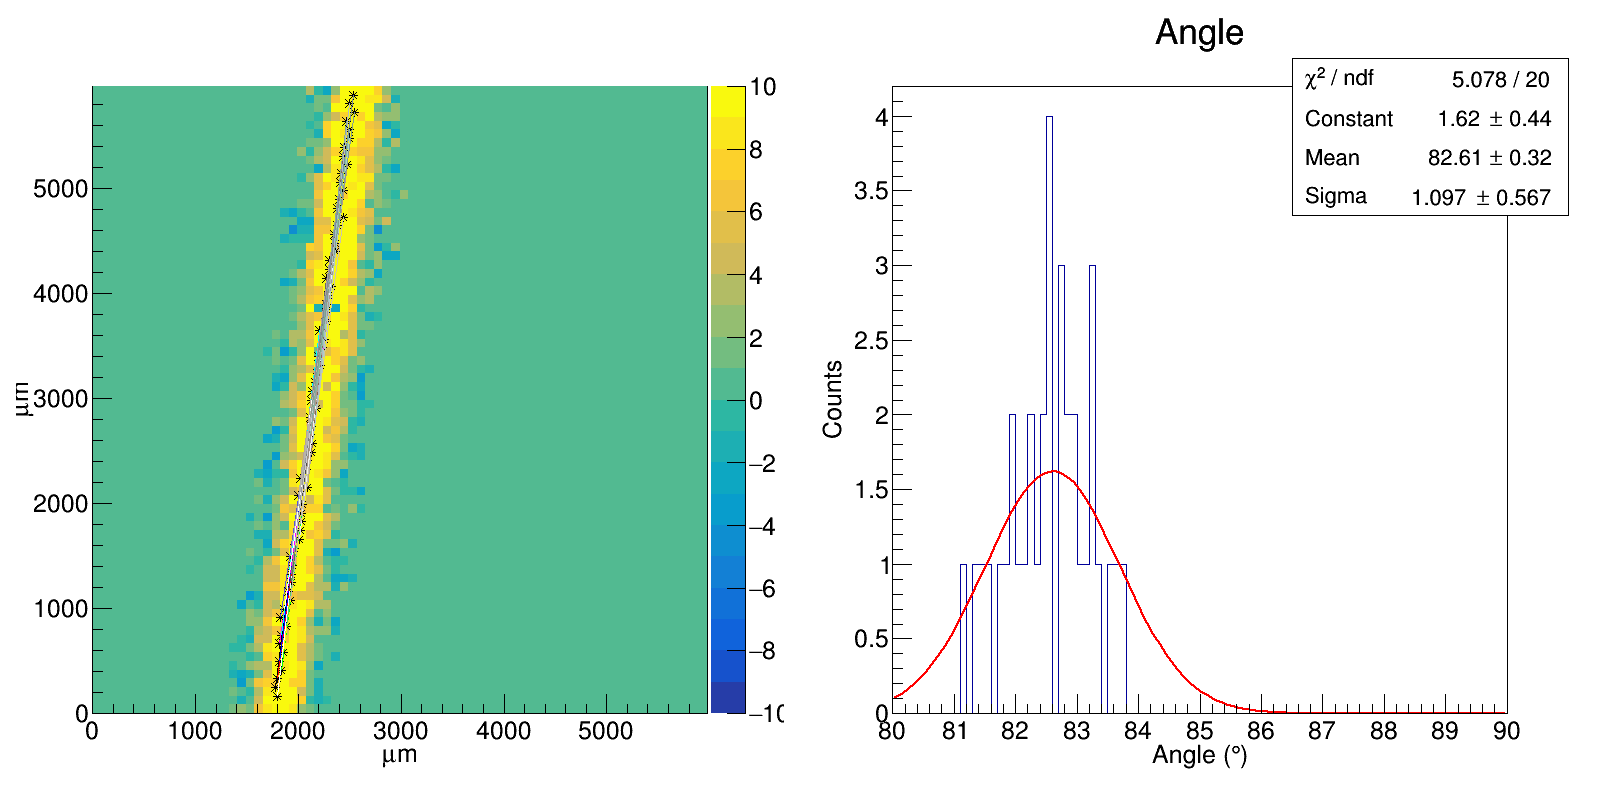 Angle
χ² / ndf 5.078 / 20
Constant 1.62 ± 0.44
Mean 82.61 ± 0.32
Sigma 1.097 ± 0.567
μm
5000
4000
3000
2000
1000
0
0 1000 2000 3000 4000 5000
μm
10
8
6
4
2
0
−2
−4
−6
−8
−10
Counts
4
3.5
3
2.5
2
1.5
1
0.5
0
80 81 82 83 84 85 86 87 88 89 90
Angle (°)